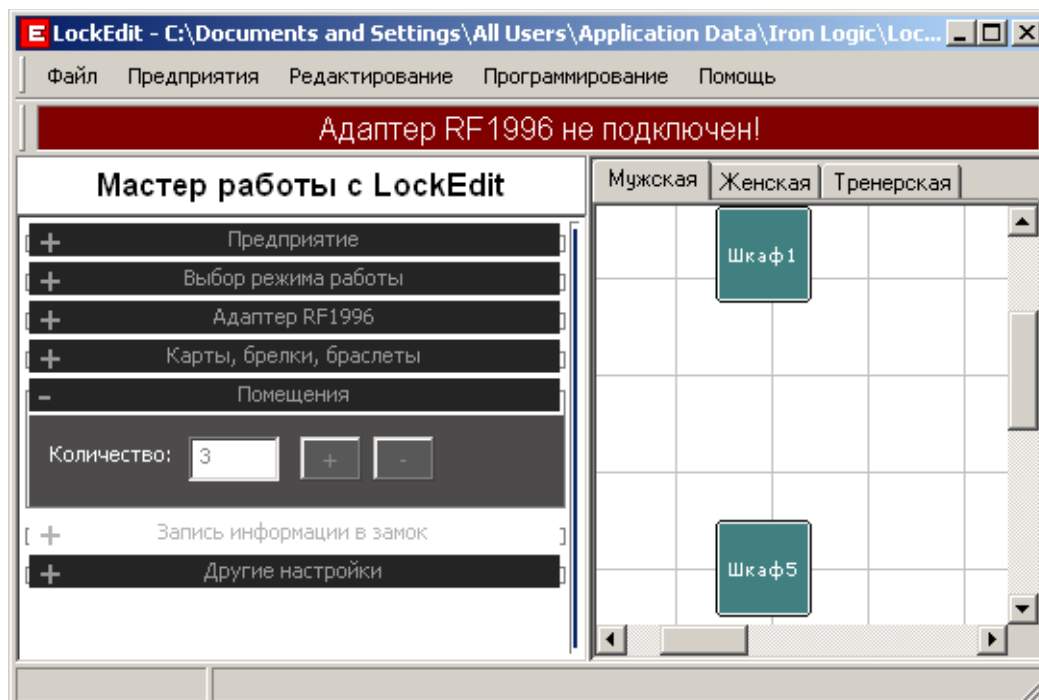 E LockEdit - C:\Documents and Settings\All Users\Application Data\Iron Logic\Loc...
Файл Предприятия Редактирование Программирование Помощь
Адаптер RF1996 не подключен!
Мастер работы с LockEdit
Предприятие
Выбор режима работы
Адаптер RF1996
Карты, брелки, браслеты
Помещения
Количество: 3 + -
Запись информации в замок
Другие настройки
Мужская Женская Тренерская
Шкаф1
Шкаф5